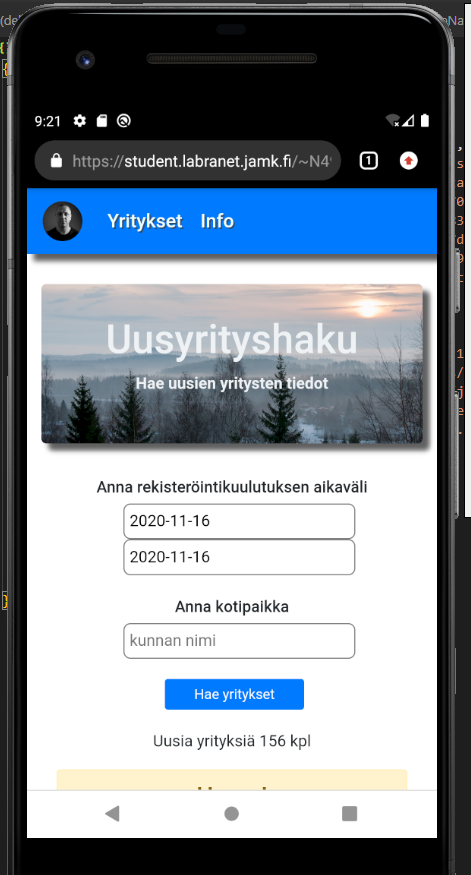 9:21
1
https://student.labranet.jamk.fi/~N4
Yritykset Info
Uusyrityshaku
Hae uusien yritysten tiedot
Anna rekisteröintikuulutuksen aikaväli
2020-11-16
2020-11-16
Anna kotipaikka
kunnan nimi
Hae yritykset
Uusia yrityksiä 156 kpl